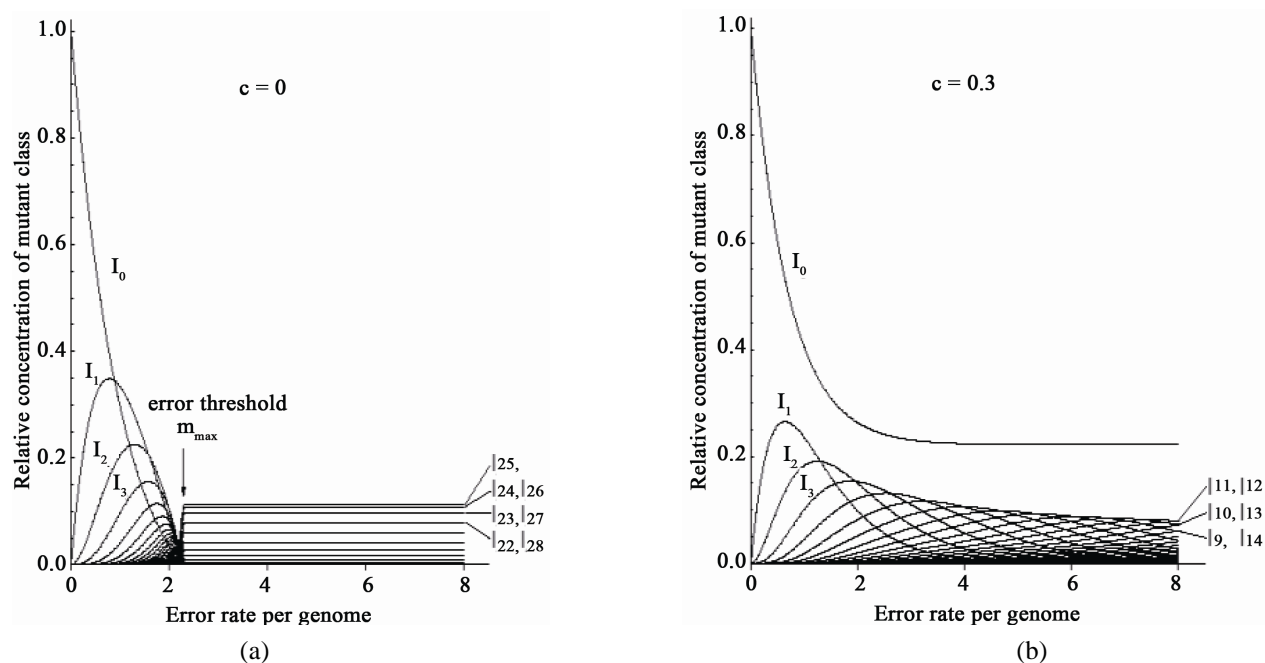 Relative concentration of mutant class
1.0
0.8
0.6
0.4
0.2
0.0
c = 0
I0
I1
I2
I3
error threshold
mmax
‖25,
‖24, ‖26
‖23, ‖27
‖22, ‖28
0 2 4 6 8
Error rate per genome
(a)
Relative concentration of mutant class
1.0
0.8
0.6
0.4
0.2
0.0
c = 0.3
I0
I1
I2
I3
‖11, ‖12
‖10, ‖13
‖9, ‖14
0 2 4 6 8
Error rate per genome
(b)